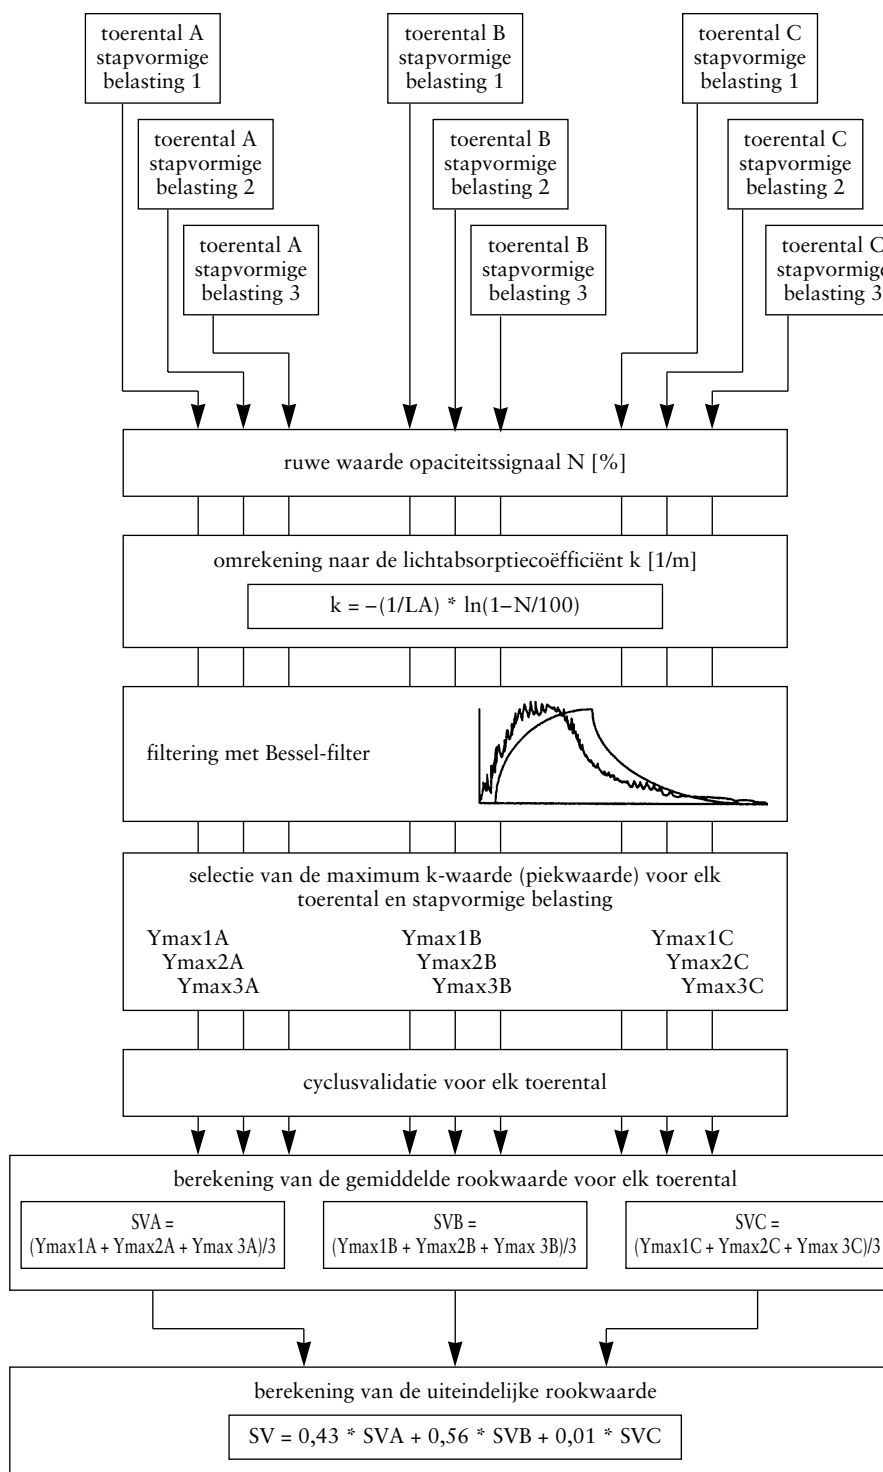 toerental A
stapvormige
belasting 1
toerental B
stapvormige
belasting 1
toerental C
stapvormige
belasting 1
toerental A
stapvormige
belasting 2
toerental B
stapvormige
belasting 2
toerental C
stapvormige
belasting 2
toerental A
stapvormige
belasting 3
toerental B
stapvormige
belasting 3
toerental C
stapvormige
belasting 3
ruwe waarde opaciteitssignaal N [%]
omrekening naar de lichtabsorptiecoëfficiënt k [1/m]
k = –(1/LA) * ln(1–N/100)
filtering met Bessel-filter
selectie van de maximum k-waarde (piekwaarde) voor elk
toerental en stapvormige belasting
Ymax1A
Ymax2A
Ymax3A
Ymax1B
Ymax2B
Ymax3B
Ymax1C
Ymax2C
Ymax3C
cyclusvalidatie voor elk toerental
berekening van de gemiddelde rookwaarde voor elk toerental
SVA =
(Ymax1A + Ymax2A + Ymax 3A)/3
SVB =
(Ymax1B + Ymax2B + Ymax 3B)/3
SVC =
(Ymax1C + Ymax2C + Ymax 3C)/3
berekening van de uiteindelijke rookwaarde
SV = 0,43 * SVA + 0,56 * SVB + 0,01 * SVC